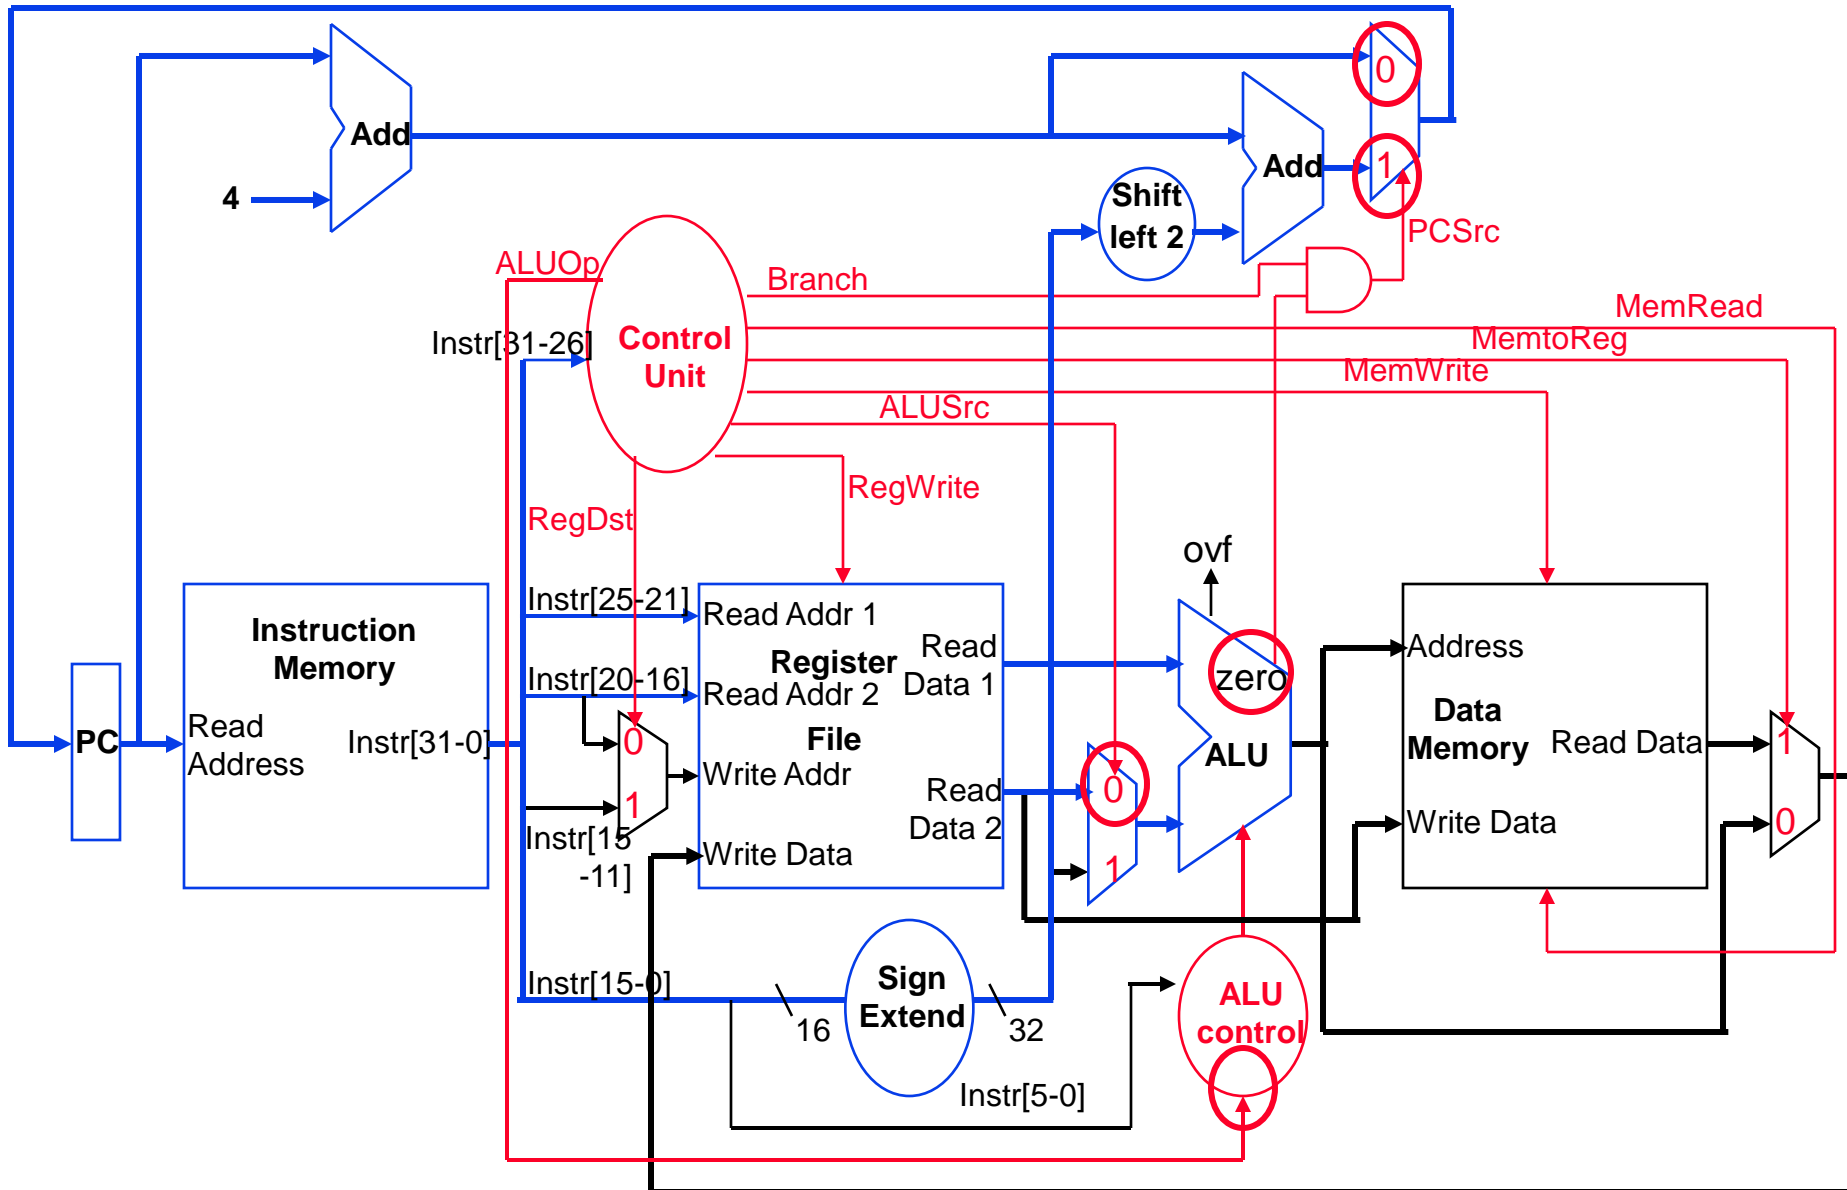 0
Add
1
Add
Shift
left 2
4
PCSrc
ALUOp
Branch
MemRead
Instr[31-26]
Control
Unit
MemtoReg
MemWrite
ALUSrc
RegWrite
RegDst
ovf
Instr[25-21]
Read Addr 1
Instruction
Memory
Register
Read
Data 1
Address
zero
Instr[20-16]
Read Addr 2
PC
Read
Address
Instr[31-0]
0
File
ALU
Data
Memory
Read Data
1
Write Addr
0
Read
Data 2
1
Write Data
0
Instr[15
-11]
Write Data
1
Instr[15-0]
Sign
Extend
16
32
ALU
control
Instr[5-0]